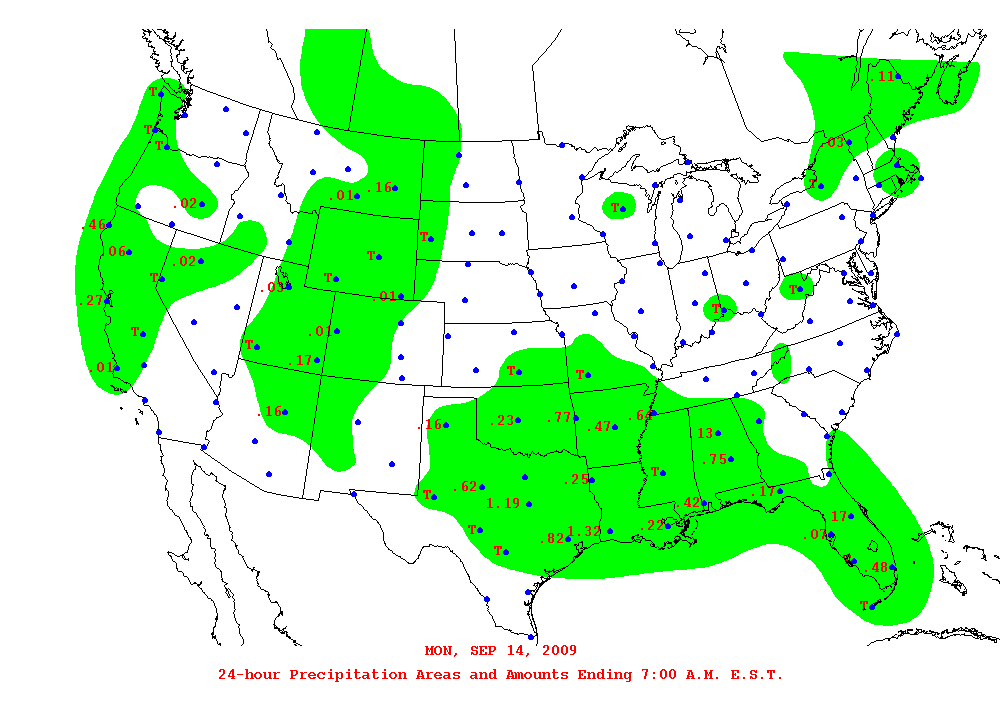 .11
T
T
T
.03
T
.02
.01
.16
T
.46
.06
.02
T
T
T
T
.03
.01
T
.27
T
T
.01
T
.17
.01
T
T
.16
.16
.23
.77
.47
.64
.13
.75
T
.25
.62
T
1.19
.42
.17
T
.82
1.32
.22
.17
.07
T
.48
T
MON, SEP 14, 2009
24-hour Precipitation Areas and Amounts Ending 7:00 A.M. E.S.T.